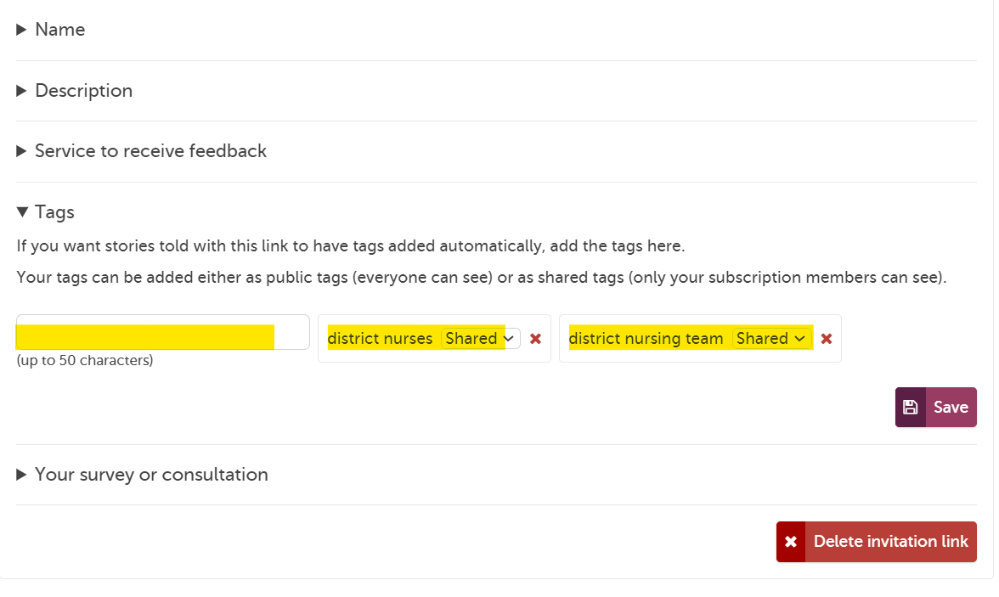 Name
Description
Service to receive feedback
Tags
If you want stories told with this link to have tags added automatically, add the tags here.
Your tags can be added either as public tags (everyone can see) or as shared tags (only your subscription members can see).
district nurses Shared district nursing team Shared
(up to 50 characters)
Save
Your survey or consultation
Delete invitation link